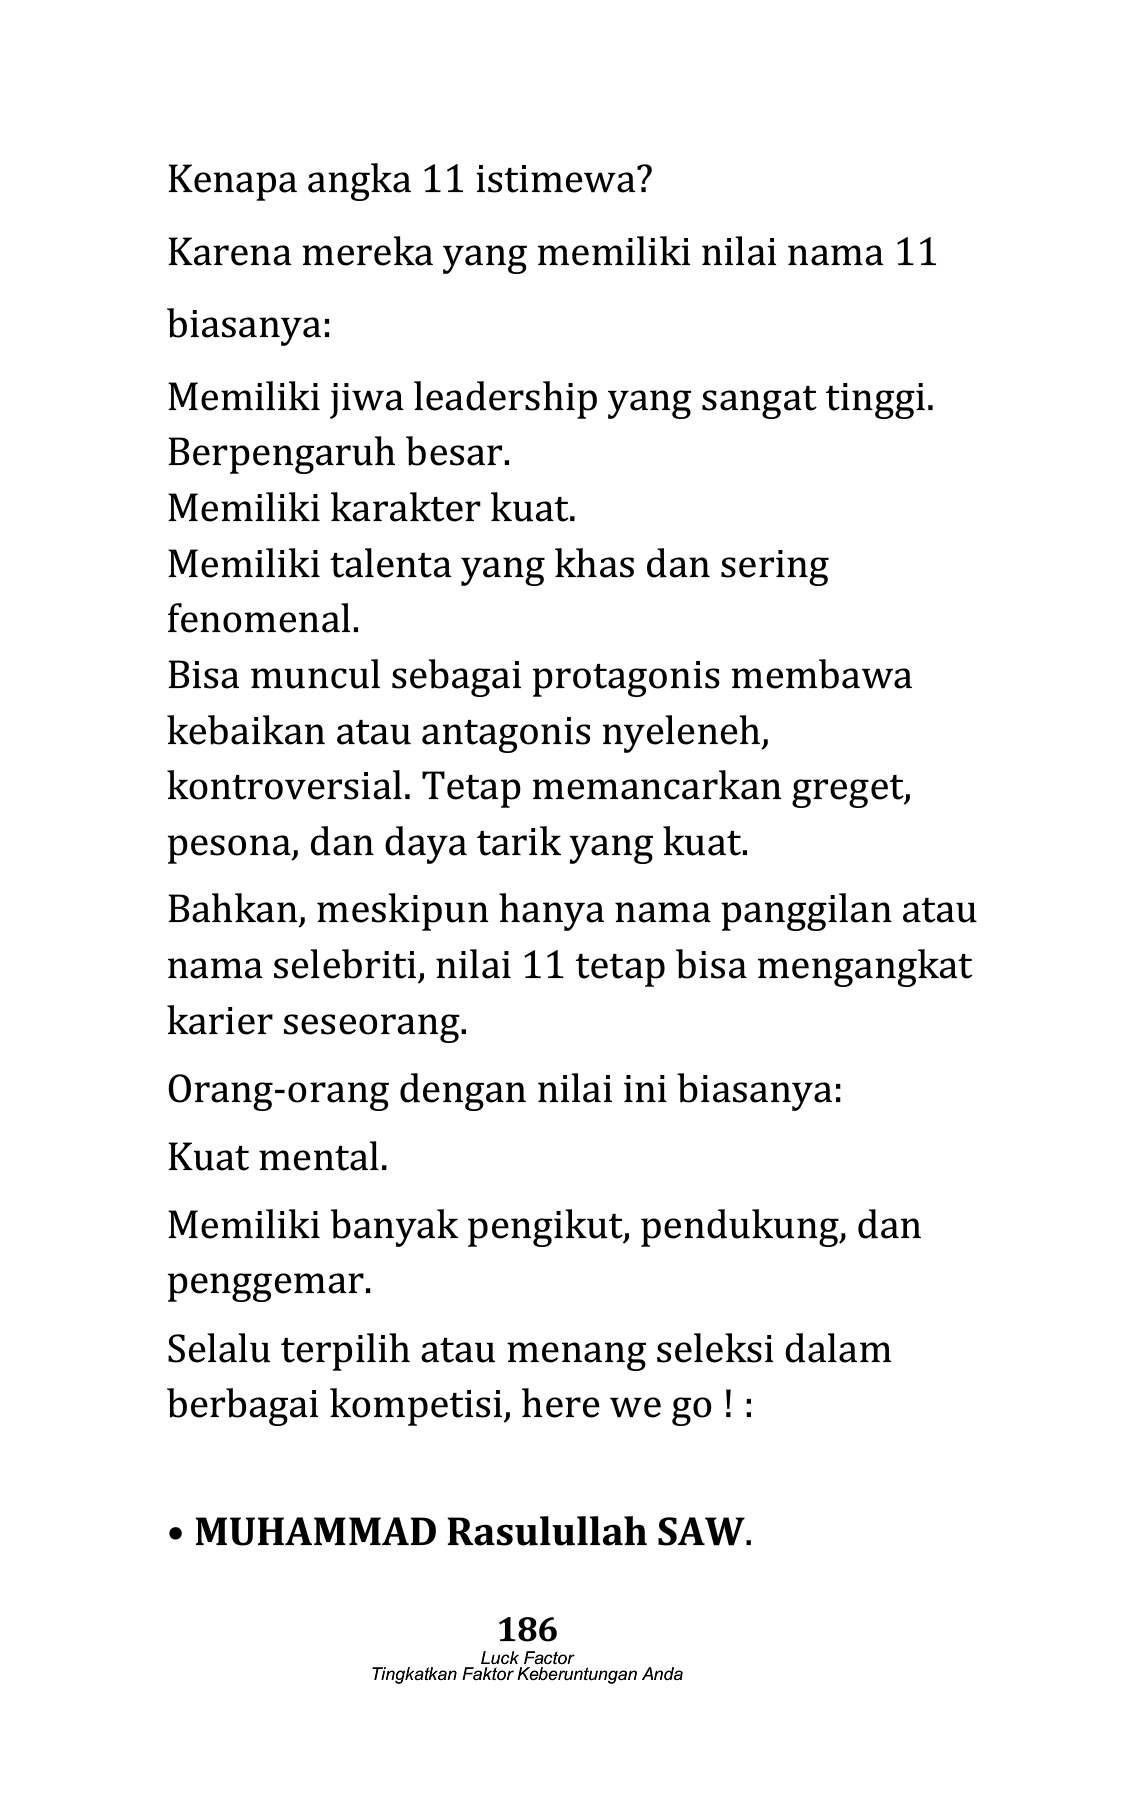 Kenapa angka 11 istimewa?
Karena mereka yang memiliki nilai nama 11
biasanya:
Memiliki jiwa leadership yang sangat tinggi.
Berpengaruh besar.
Memiliki karakter kuat.
Memiliki talenta yang khas dan sering
fenomenal.
Bisa muncul sebagai protagonis membawa
kebaikan atau antagonis nyeleneh,
kontroversial. Tetap memancarkan greget,
pesona, dan daya tarik yang kuat.
Bahkan, meskipun hanya nama panggilan atau
nama selebriti, nilai 11 tetap bisa mengangkat
karier seseorang.
Orang-orang dengan nilai ini biasanya:
Kuat mental.
Memiliki banyak pengikut, pendukung, dan
penggemar.
Selalu terpilih atau menang seleksi dalam
berbagai kompetisi, here we go ! :
• MUHAMMAD Rasulullah SAW.
186
Luck Factor
Tingkatkan Faktor Keberuntungan Anda